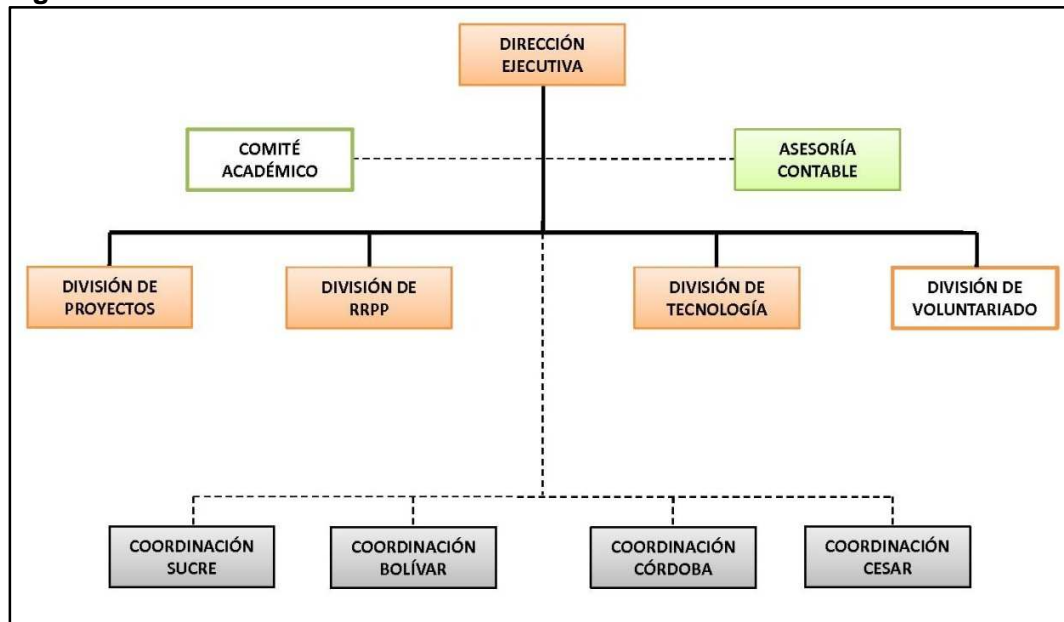 DIRECCIÓN
EJECUTIVA
COMITÉ
ACADÉMICO
ASESORÍA
CONTABLE
DIVISIÓN DE
PROYECTOS
DIVISIÓN DE
RRPP
DIVISIÓN DE
TECNOLOGÍA
DIVISIÓN DE
VOLUNTARIADO
COORDINACIÓN
SUCRE
COORDINACIÓN
BOLÍVAR
COORDINACIÓN
CÓRDOBA
COORDINACIÓN
CESAR